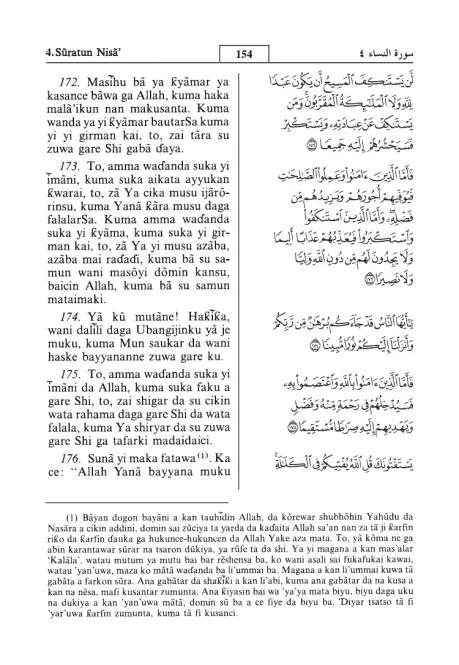 4.Sūratun Nisā'
154
سورة النساء ٤
172. Masīhu bā ya ƙyāmar ya
kasance bāwa ga Allah, kuma haka
malā'ikun nan makusanta. Kuma
wanda ya yi ƙyāmar bautarSa kuma
yi yi girman kai, to, zai tāra su
zuwa gare Shi gabā ɗaya.
173. To, amma waɗanda suka yi
īmāni, kuma suka aikata ayyukan
ƙwarai, to, zā Ya cika musu ijārō-
rinsu, kuma Yanā ƙāra musu daga
falalarSa. Kuma amma waɗanda
suka yi ƙyāma, kuma suka yi gir-
man kai, to, zā Ya yi musu azāba,
azāba mai raɗaɗi, kuma bā su sa-
mun wani masōyi dōmin kansu,
baicin Allah, kuma bā su samun
mataimaki.
174. Yā kū mutāne! Haƙīƙa,
wani dalīli daga Ubangijinku yā je
muku, kuma Mun saukar da wani
haske bayyananne zuwa gare ku.
175. To, amma waɗanda suka yi
īmāni da Allah, kuma suka faku a
gare Shi, to, zai shigar da su cikin
wata rahama daga gare Shi da wata
falala, kuma Ya shiryar da su zuwa
gare Shi ga tafarki madaidaici.
176. Sunā yi maka fatawa (1). Ka
ce: "Allah Yanā bayyana muku
لَّن يَسْتَنكِفَ ٱلْمَسِيحُ أَن يَكُونَ عَبْدًا
لِّلَّهِ وَلَا ٱلْمَلَـٰٓئِكَةُ ٱلْمُقَرَّبُونَ ۚ وَمَن
يَسْتَنكِفْ عَنْ عِبَادَتِهِۦ وَيَسْتَكْبِرْ
فَسَيَحْشُرُهُمْ إِلَيْهِ جَمِيعًا ﴿١٧٢﴾
فَأَمَّا ٱلَّذِينَ ءَامَنُوا۟ وَعَمِلُوا۟ ٱلصَّـٰلِحَـٰتِ
فَيُوَفِّيهِمْ أُجُورَهُمْ وَيَزِيدُهُم مِّن
فَضْلِهِۦ ۖ وَأَمَّا ٱلَّذِينَ ٱسْتَنكَفُوا۟
وَٱسْتَكْبَرُوا۟ فَيُعَذِّبُهُمْ عَذَابًا أَلِيمًا
وَلَا يَجِدُونَ لَهُم مِّن دُونِ ٱللَّهِ وَلِيًّا
وَلَا نَصِيرًا ﴿١٧٣﴾
يَـٰٓأَيُّهَا ٱلنَّاسُ قَدْ جَآءَكُم بُرْهَـٰنٌ مِّن رَّبِّكُمْ
وَأَنزَلْنَآ إِلَيْكُمْ نُورًا مُّبِينًا ﴿١٧٤﴾
فَأَمَّا ٱلَّذِينَ ءَامَنُوا۟ بِٱللَّهِ وَٱعْتَصَمُوا۟ بِهِۦ
فَسَيُدْخِلُهُمْ فِى رَحْمَةٍ مِّنْهُ وَفَضْلٍ
وَيَهْدِيهِمْ إِلَيْهِ صِرَٰطًا مُّسْتَقِيمًا ﴿١٧٥﴾
يَسْتَفْتُونَكَ قُلِ ٱللَّهُ يُفْتِيكُمْ فِى ٱلْكَلَـٰلَةِ ۚ
(1) Bāyan dogon bayāni a kan tauhīdin Allah, da kōrewar shubhōhin Yahūdu da
Nasāra a cikin addini, domin sai zūciya ta yarda da kaɗaita Allah sa'an nan za tā ji ƙarfin
riƙo da ƙarfin ɗauka ga hukunce-hukuncen da Allah Yake aza mata. To, yā kōma ne ga
abin karantawar sūrar na tsaron dūkiya, ya rūfe ta da shi. Ya yi magana a kan mas'alar
'Kalāla', watau mutum ya mutu bai bar rēshensa ba, ko wani asali sai fukafukai kawai,
watau 'yan'uwa, maza ko mātā waɗanda ba li'ummai ba. Magana a kan li'ummai kuwa tā
gabāta a farkon sūra. Ana gabātar da shaƙīƙi a kan li'abi, kuma ana gabātar da na kusa a
kan na nēsa, mafi kusantar zumunta. Ana ƙiyasin bai wa 'ya'ya mata biyu, biyu daga uku
na dukiya a kan 'yan'uwa mātā, domin sū ba a ce fiye da biyu ba. 'Diyar tsatso tā fi
'yar'uwa ƙarfin zumunta, kuma tā fi kusanci.